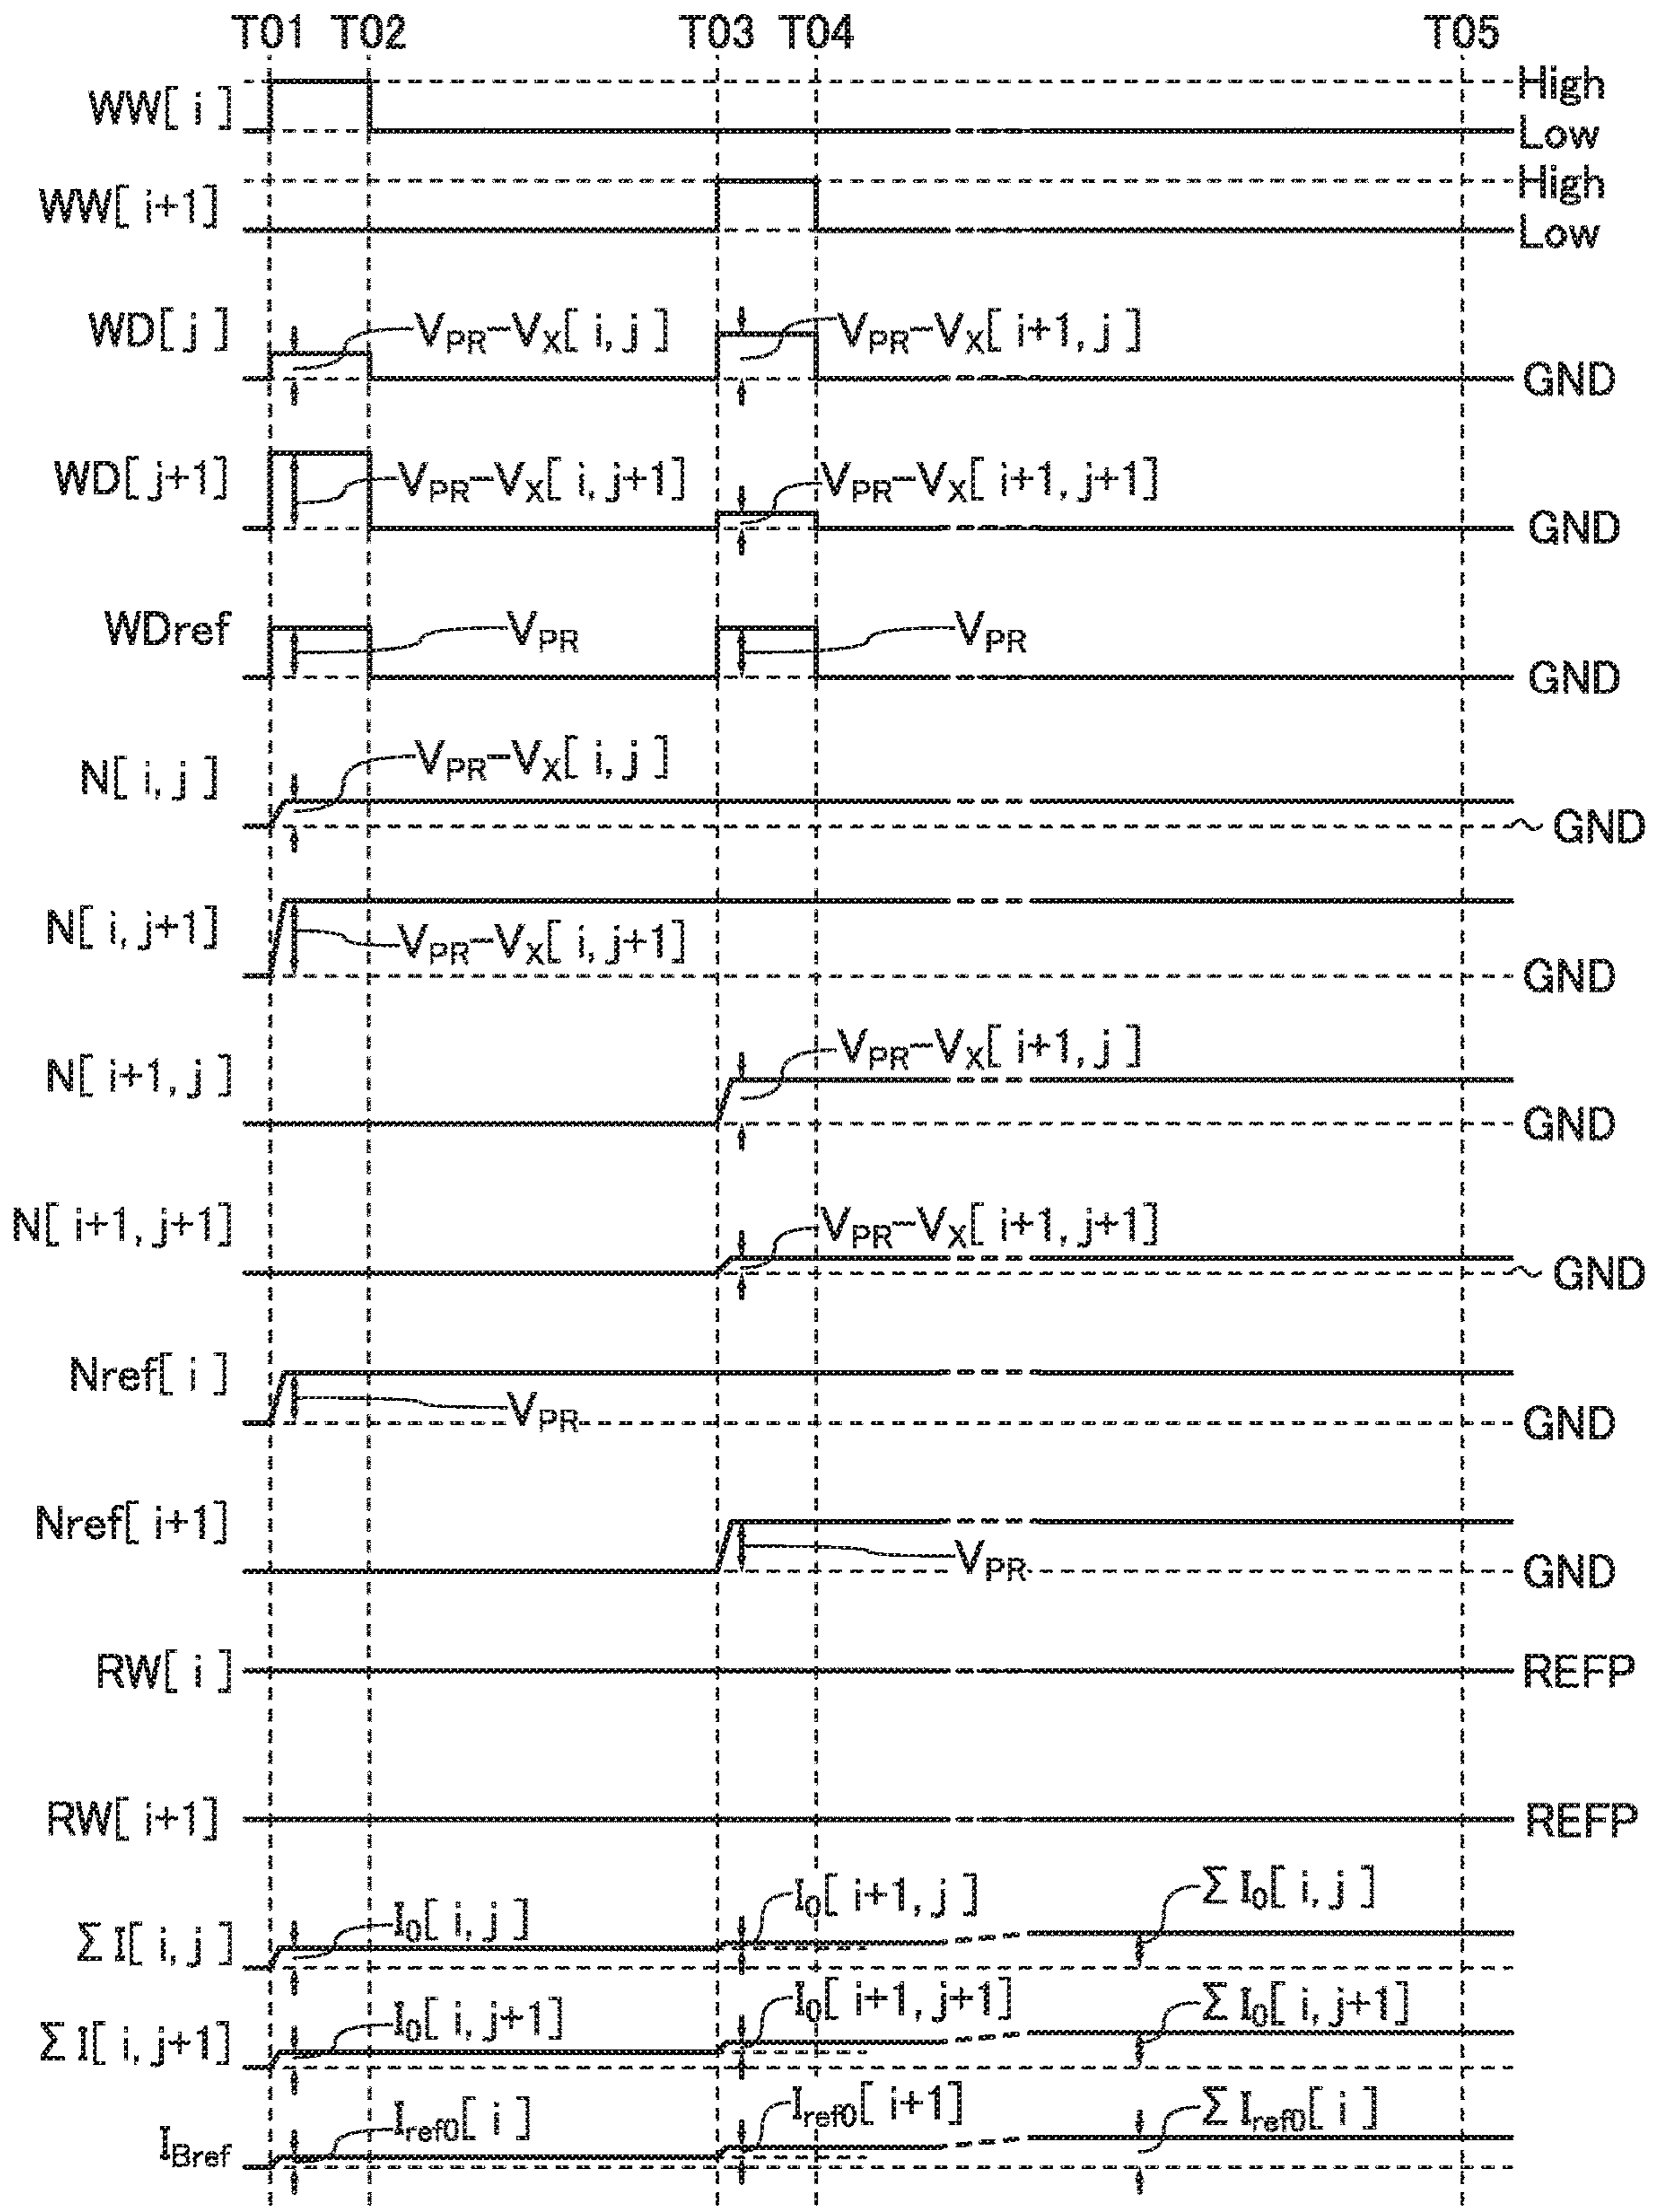 T01 T02 T03 T04 T05
WW[ i ] High
Low
WW[ i+1] High
Low
WD[ j ] VPR-VX[ i, j ] VPR-VX[ i+1, j ] GND
WD[ j+1] VPR-VX[ i, j+1] VPR-VX[ i+1, j+1] GND
WDref VPR VPR GND
N[ i, j ] VPR-VX[ i, j ] GND
N[ i, j+1] VPR-VX[ i, j+1] GND
N[ i+1, j ] VPR-VX[ i+1, j ] GND
N[ i+1, j+1] VPR-VX[ i+1, j+1] GND
Nref[ i ] VPR GND
Nref[ i+1] VPR GND
RW[ i ] REFP
RW[ i+1] REFP
Σ I[ i, j ] I0[ i, j ] I0[ i+1, j ] Σ I0[ i, j ]
Σ I[ i, j+1] I0[ i, j+1] I0[ i+1, j+1] Σ I0[ i, j+1]
IBref Iref0[ i ] Iref0[ i+1] Σ Iref0[ i ]